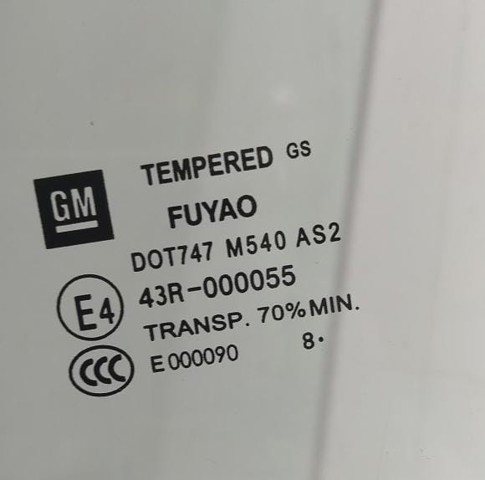 TEMPERED GS
GM
FUYAO
DOT747 M540 AS2
E4 43R-000055
TRANSP. 70% MIN.
CCC E000090 8·